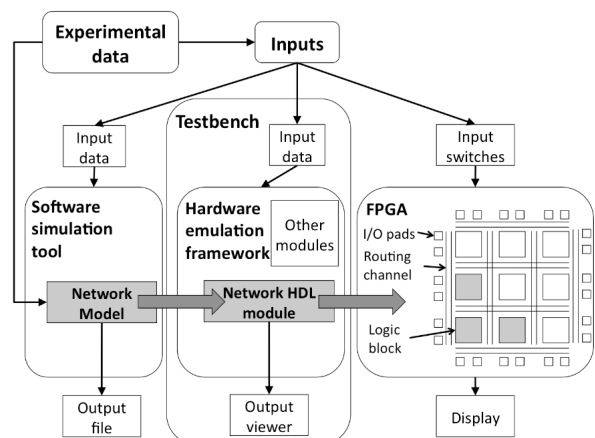 Experimental
data
Inputs
Testbench
Input
data
Input
data
Input
switches
Software
simulation
tool
Hardware
emulation
framework
Other
modules
FPGA
I/O pads
Routing
channel
Logic
block
Network
Model
Network HDL
module
Output
file
Output
viewer
Display